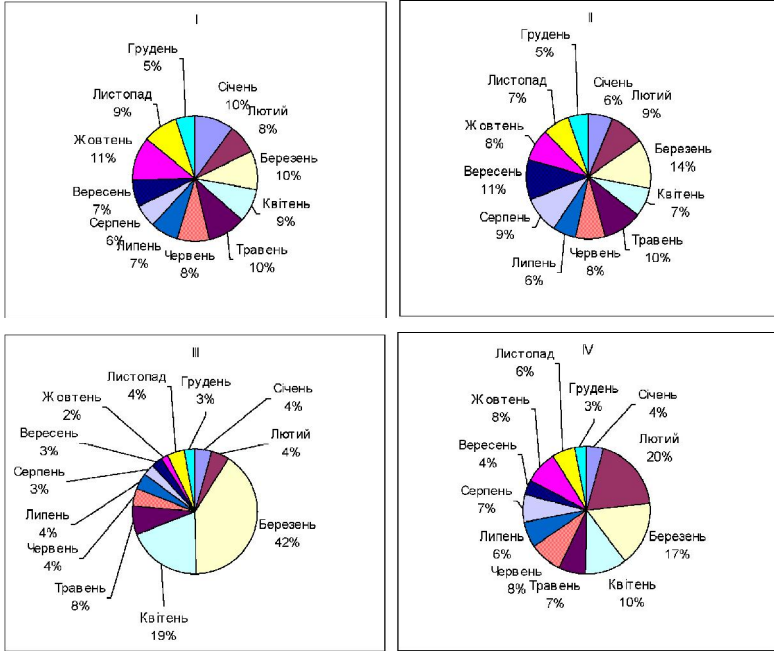 I
Грудень
5%
Січень
10%
Лютий
8%
Березень
10%
Квітень
9%
Травень
10%
Червень
8%
Липень
7%
Серпень
6%
Вересень
7%
Жовтень
11%
Листопад
9%
II
Грудень
5%
Січень
6%
Лютий
9%
Березень
14%
Квітень
7%
Травень
10%
Червень
8%
Липень
6%
Серпень
9%
Вересень
11%
Жовтень
8%
Листопад
7%
III
Грудень
3%
Січень
4%
Лютий
4%
Березень
42%
Квітень
19%
Травень
8%
Червень
4%
Липень
4%
Серпень
3%
Вересень
3%
Жовтень
2%
Листопад
4%
IV
Грудень
3%
Січень
4%
Лютий
20%
Березень
17%
Квітень
10%
Травень
7%
Червень
8%
Липень
6%
Серпень
7%
Вересень
4%
Жовтень
8%
Листопад
6%